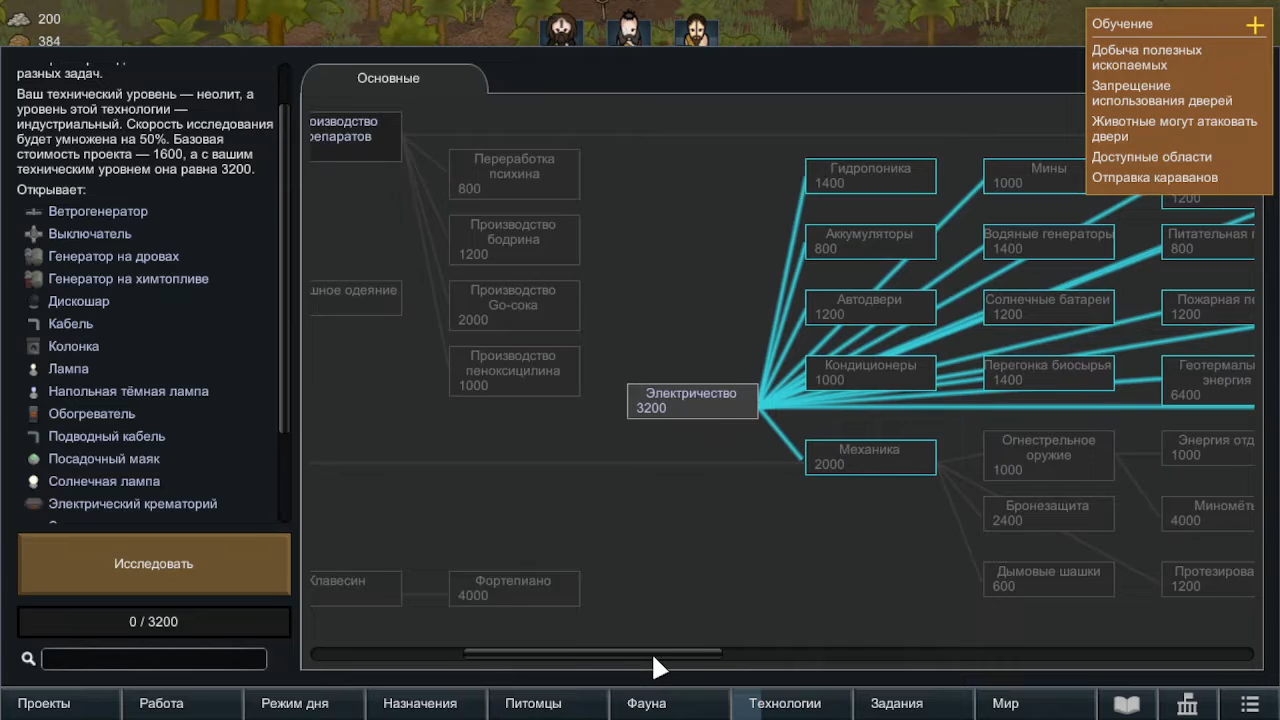 200
384
разных задач.
Ваш технический уровень — неолит, а
уровень этой технологии —
индустриальный. Скорость исследования
будет умножена на 50%. Базовая
стоимость проекта — 1600, а с вашим
техническим уровнем она равна 3200.
Открывает:
Ветрогенератор
Выключатель
Генератор на дровах
Генератор на химтопливе
Дискошар
Кабель
Колонка
Лампа
Напольная тёмная лампа
Обогреватель
Подводный кабель
Посадочный маяк
Солнечная лампа
Электрический крематорий
Исследовать
0 / 3200
Основные
оизводство
репаратов
Переработка
психина
800
Производство
бодрина
1200
шное одеяние
Производство
Go-сока
2000
Производство
пеноксицилина
1000
Электричество
3200
Клавесин
Фортепиано
4000
Гидропоника
1400
Аккумуляторы
800
Автодвери
1200
Кондиционеры
1000
Механика
2000
Мины
1000
Водяные генераторы
1400
Солнечные батареи
1200
Перегонка биосырья
1400
Огнестрельное
оружие
1000
Бронезащита
2400
Дымовые шашки
600
1200
Питательная п
800
Пожарная пе
1200
Геотермаль
энергия
6400
Энергия отд
1000
Миномёт
4000
Протезирова
1200
Обучение
Добыча полезных
ископаемых
Запрещение
использования дверей
Животные могут атаковать
двери
Доступные области
Отправка караванов
Проекты
Работа
Режим дня
Назначения
Питомцы
Фауна
Технологии
Задания
Мир